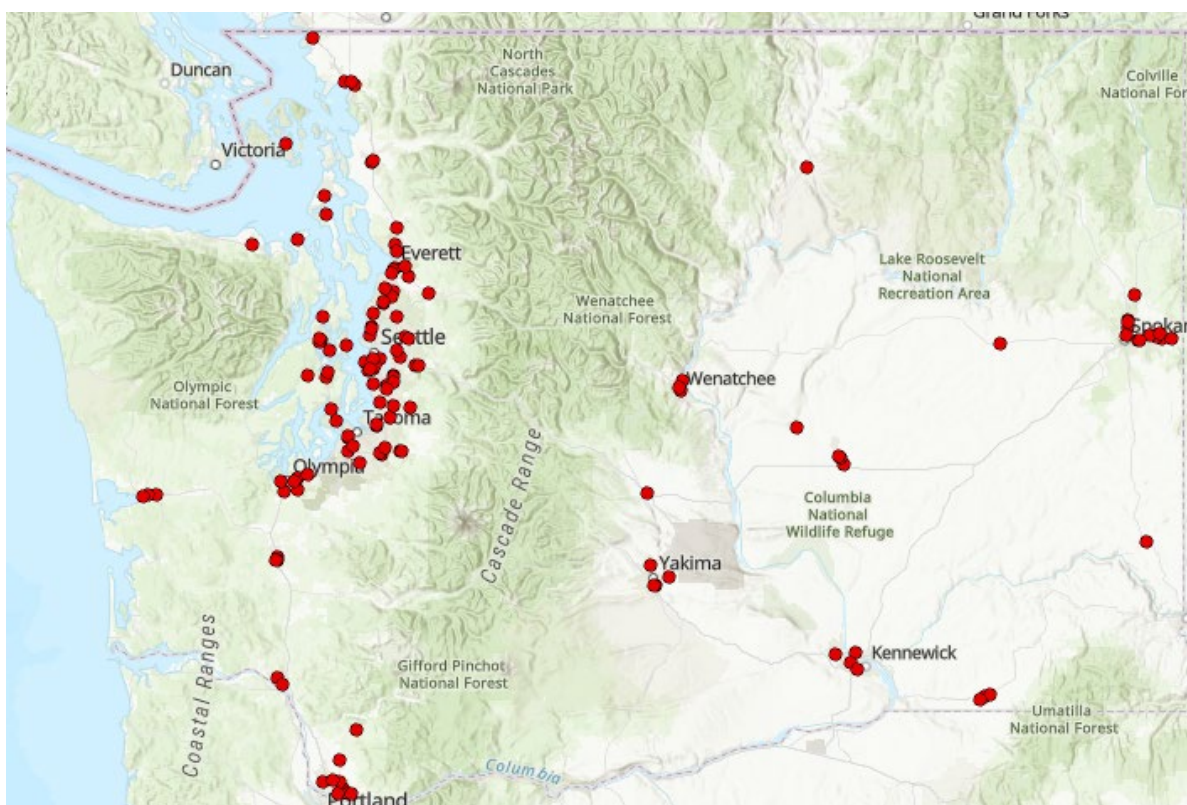 Grand Forks
Duncan
North
Cascades
National Park
Colville
National For
Victoria
Everett
Lake Roosevelt
National
Recreation Area
Wenatchee
National Forest
Spokan
Seattle
Wenatchee
Olympic
National Forest
Tacoma
Olympia
Cascade Range
Columbia
National
Wildlife Refuge
Yakima
Kennewick
Coastal Ranges
Gifford Pinchot
National Forest
Umatilla
National Forest
Columbia
Portland